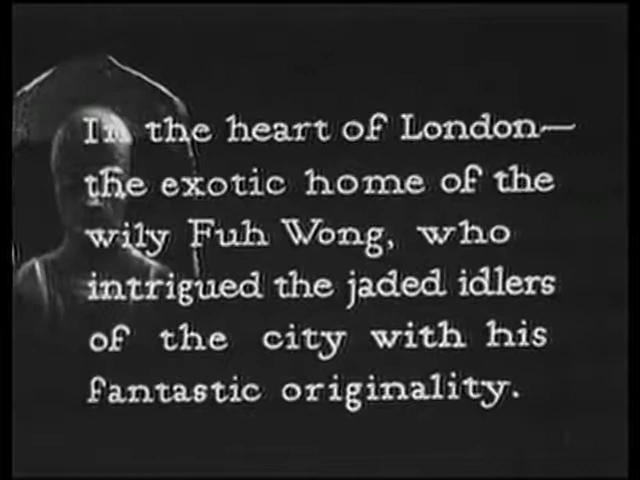 In the heart of London—
the exotic home of the
wily Fuh Wong, who
intrigued the jaded idlers
of the city with his
fantastic originality.